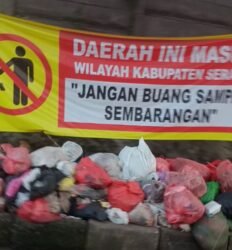 DAERAH INI MAS
WILAYAH KABUPATEN SER
"JANGAN BUANG SAMP
SEMBARANGAN"